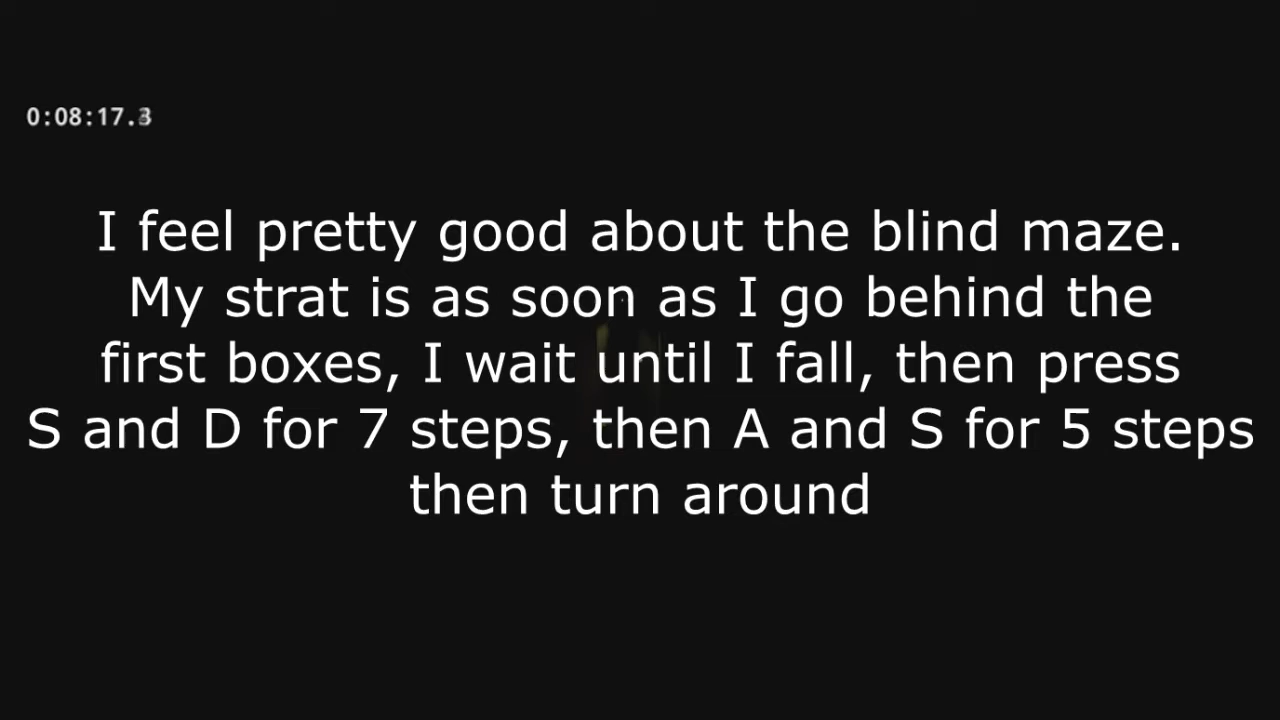 0:08:17.3
I feel pretty good about the blind maze.
My strat is as soon as I go behind the
first boxes, I wait until I fall, then press
S and D for 7 steps, then A and S for 5 steps
then turn around